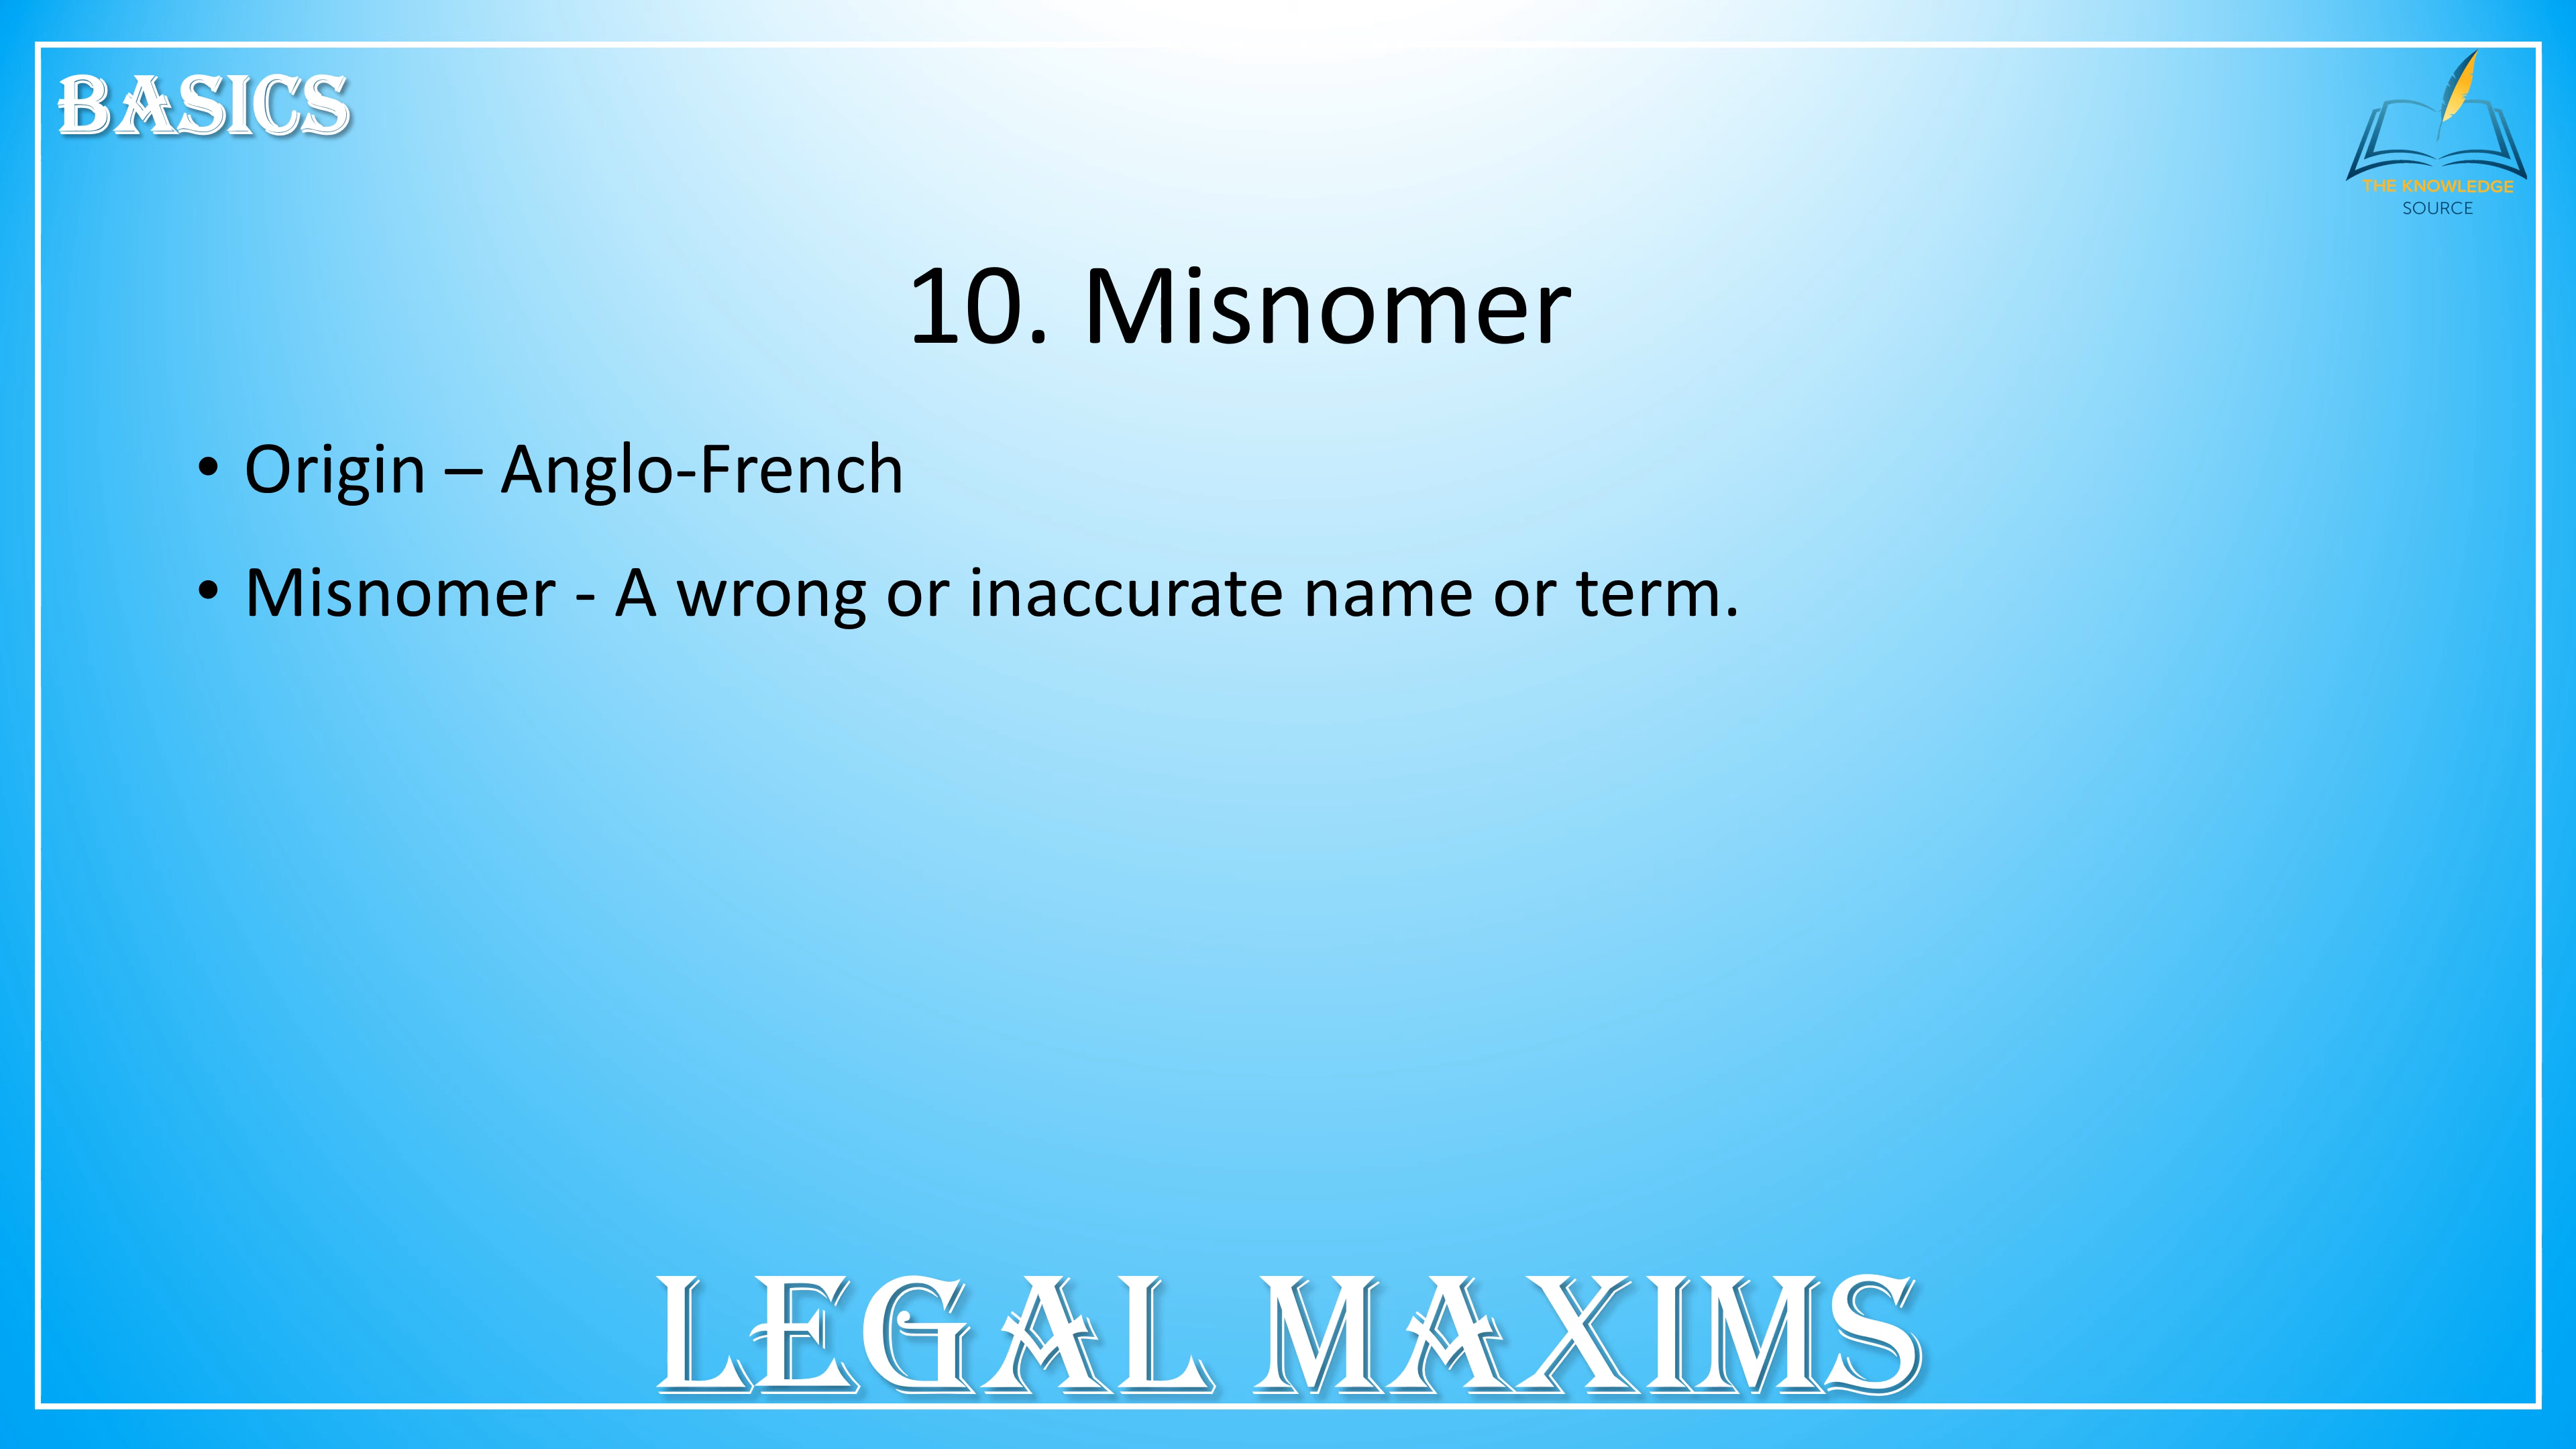 BASICS
THE KNOWLEDGE
SOURCE
10. Misnomer
• Origin – Anglo-French
• Misnomer - A wrong or inaccurate name or term.
LEGAL MAXIMS